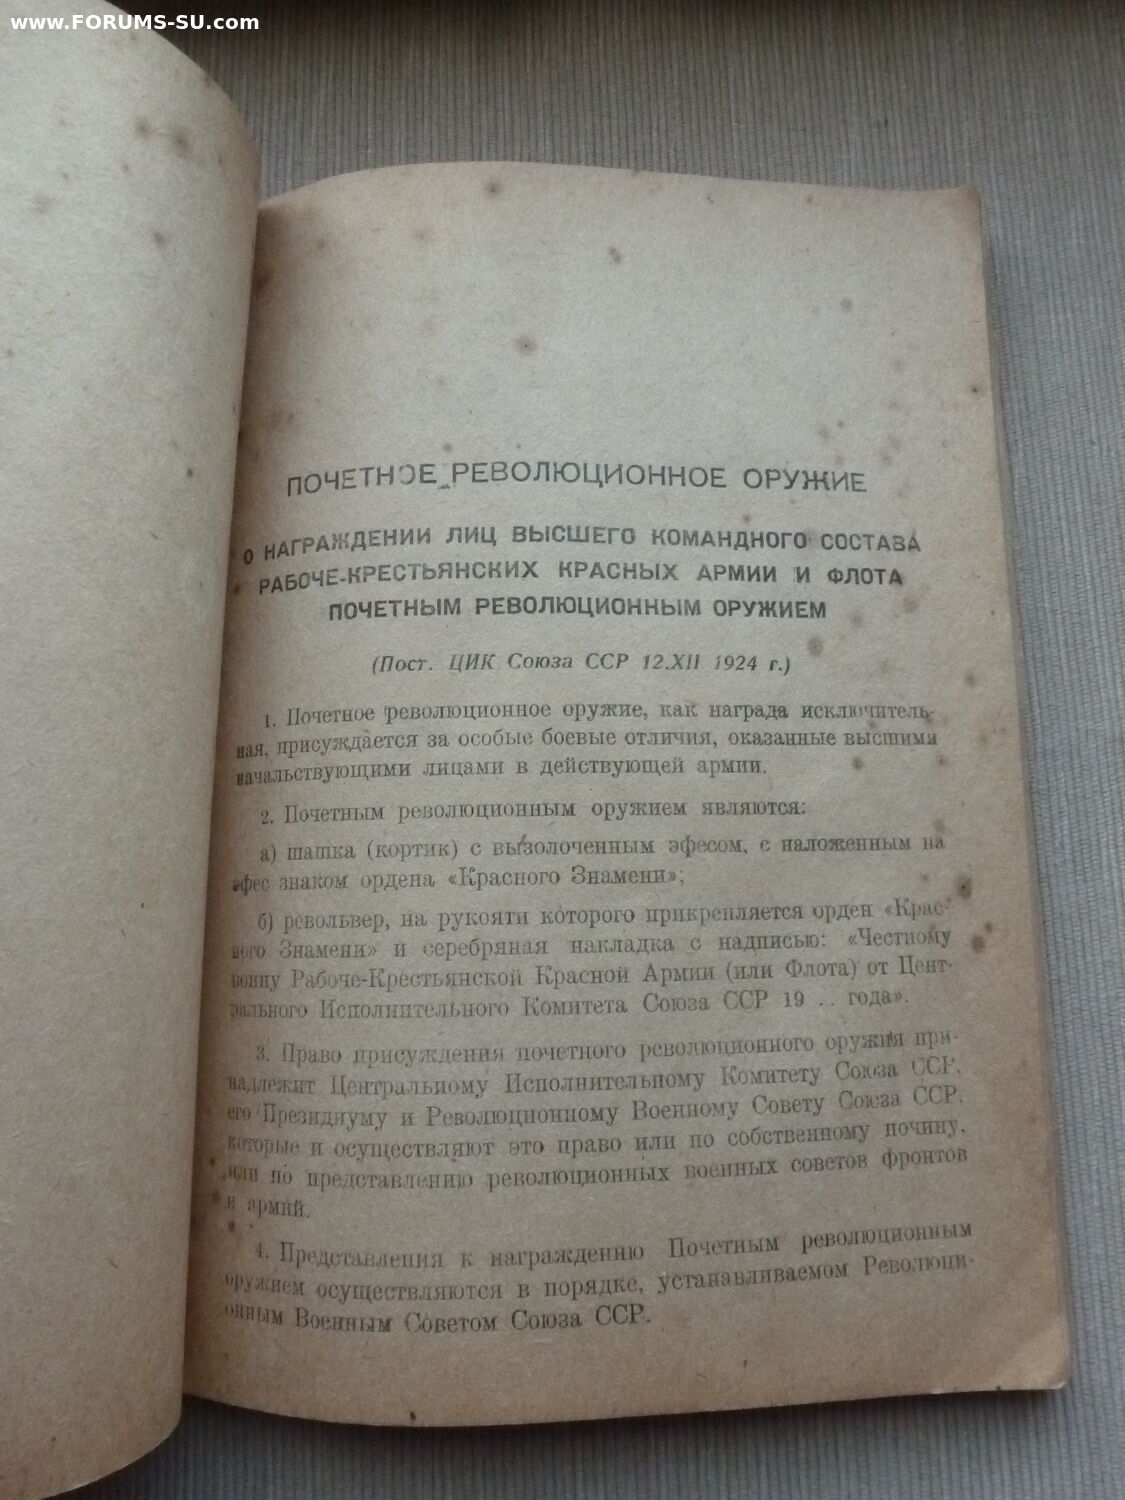 www.FORUMS-SU.com
ПОЧЕТНОЕ РЕВОЛЮЦИОННОЕ ОРУЖИЕ
О НАГРАЖДЕНИИ ЛИЦ ВЫСШЕГО КОМАНДНОГО СОСТАВА
РАБОЧЕ-КРЕСТЬЯНСКИХ КРАСНЫХ АРМИИ И ФЛОТА
ПОЧЕТНЫМ РЕВОЛЮЦИОННЫМ ОРУЖИЕМ
(Пост. ЦИК Союза ССР 12.XII 1924 г.)
1. Почетное революционное оружие, как награда исключитель-
ная, присуждается за особые боевые отличия, оказанные высшими
начальствующими лицами в действующей армии.
2. Почетным революционным оружием являются:
а) шашка (кортик) с вызолоченным эфесом, с наложенным на
эфес знаком ордена «Красного Знамени»;
б) револьвер, на рукояти которого прикрепляется орден «Крас-
ного Знамени» и серебряная накладка с надписью: «Честному
воину Рабоче-Крестьянской Красной Армии (или Флота) от Цент-
рального Исполнительного Комитета Союза ССР 19 .. года».
3. Право присуждения почетного революционного оружия при-
надлежит Центральному Исполнительному Комитету Союза ССР,
его Президиуму и Революционному Военному Совету Союза ССР,
которые и осуществляют это право или по собственному почину,
или по представлению революционных военных советов фронтов
и армий.
4. Представления к награждению Почетным революционным
оружием осуществляются в порядке, устанавливаемом Революци-
онным Военным Советом Союза ССР.